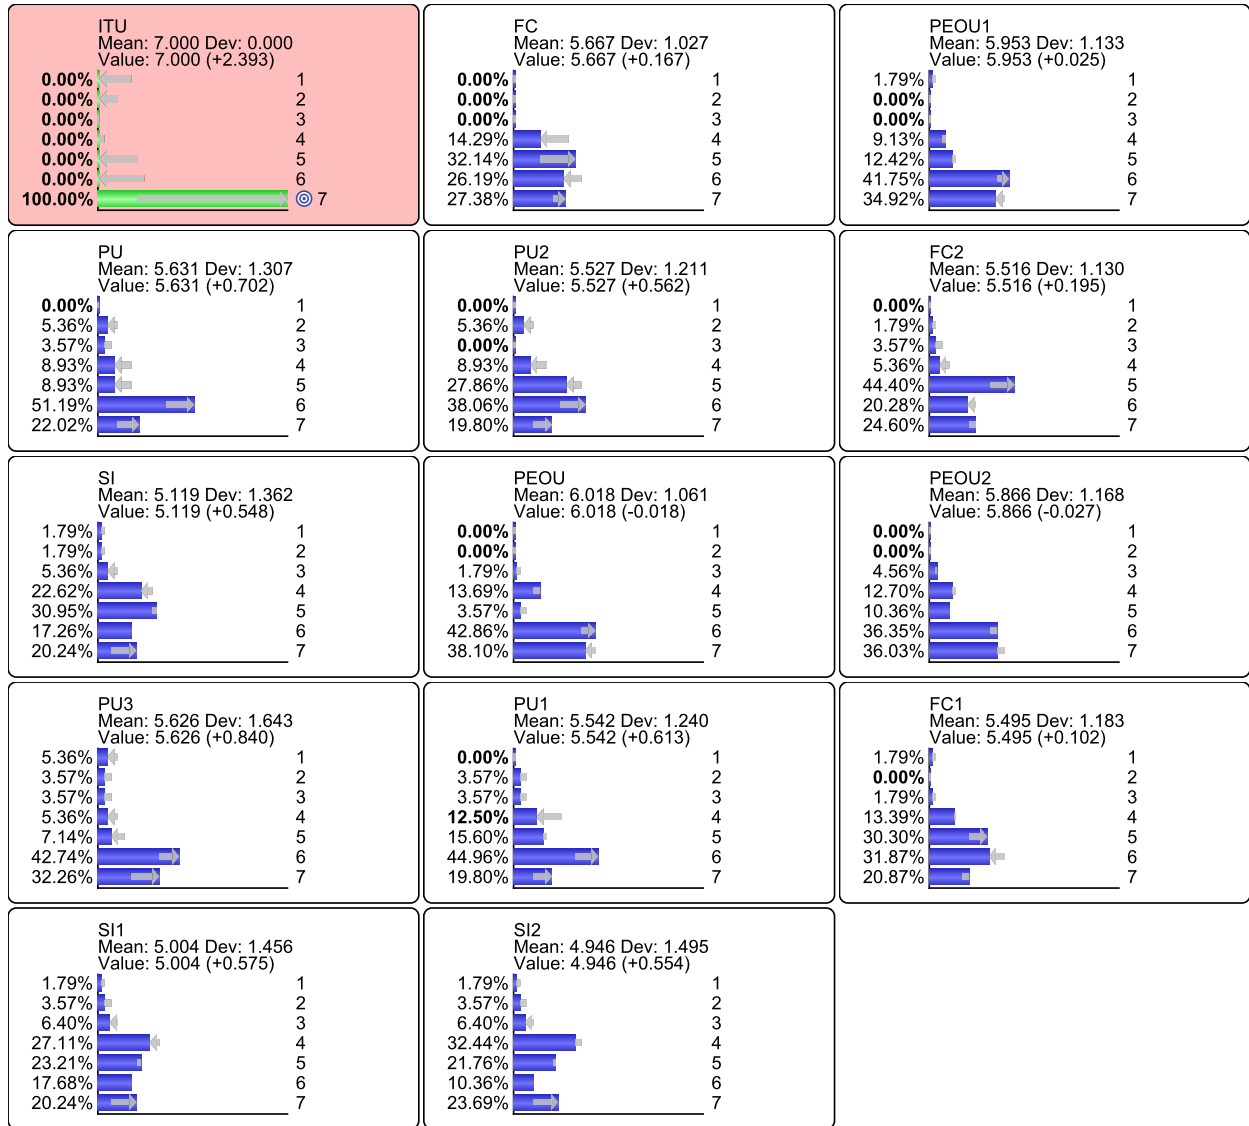 ITU
Mean: 7.000 Dev: 0.000
Value: 7.000 (+2.393)
0.00% 1
0.00% 2
0.00% 3
0.00% 4
0.00% 5
0.00% 6
100.00% 7
FC
Mean: 5.667 Dev: 1.027
Value: 5.667 (+0.167)
0.00% 1
0.00% 2
0.00% 3
14.29% 4
32.14% 5
26.19% 6
27.38% 7
PEOU1
Mean: 5.953 Dev: 1.133
Value: 5.953 (+0.025)
1.79% 1
0.00% 2
0.00% 3
9.13% 4
12.42% 5
41.75% 6
34.92% 7
PU
Mean: 5.631 Dev: 1.307
Value: 5.631 (+0.702)
0.00% 1
5.36% 2
3.57% 3
8.93% 4
8.93% 5
51.19% 6
22.02% 7
PU2
Mean: 5.527 Dev: 1.211
Value: 5.527 (+0.562)
0.00% 1
5.36% 2
0.00% 3
8.93% 4
27.86% 5
38.06% 6
19.80% 7
FC2
Mean: 5.516 Dev: 1.130
Value: 5.516 (+0.195)
0.00% 1
1.79% 2
3.57% 3
5.36% 4
44.40% 5
20.28% 6
24.60% 7
SI
Mean: 5.119 Dev: 1.362
Value: 5.119 (+0.548)
1.79% 1
1.79% 2
5.36% 3
22.62% 4
30.95% 5
17.26% 6
20.24% 7
PEOU
Mean: 6.018 Dev: 1.061
Value: 6.018 (-0.018)
0.00% 1
0.00% 2
1.79% 3
13.69% 4
3.57% 5
42.86% 6
38.10% 7
PEOU2
Mean: 5.866 Dev: 1.168
Value: 5.866 (-0.027)
0.00% 1
0.00% 2
4.56% 3
12.70% 4
10.36% 5
36.35% 6
36.03% 7
PU3
Mean: 5.626 Dev: 1.643
Value: 5.626 (+0.840)
5.36% 1
3.57% 2
3.57% 3
5.36% 4
7.14% 5
42.74% 6
32.26% 7
PU1
Mean: 5.542 Dev: 1.240
Value: 5.542 (+0.613)
0.00% 1
3.57% 2
3.57% 3
12.50% 4
15.60% 5
44.96% 6
19.80% 7
FC1
Mean: 5.495 Dev: 1.183
Value: 5.495 (+0.102)
1.79% 1
0.00% 2
1.79% 3
13.39% 4
30.30% 5
31.87% 6
20.87% 7
SI1
Mean: 5.004 Dev: 1.456
Value: 5.004 (+0.575)
1.79% 1
3.57% 2
6.40% 3
27.11% 4
23.21% 5
17.68% 6
20.24% 7
SI2
Mean: 4.946 Dev: 1.495
Value: 4.946 (+0.554)
1.79% 1
3.57% 2
6.40% 3
32.44% 4
21.76% 5
10.36% 6
23.69% 7